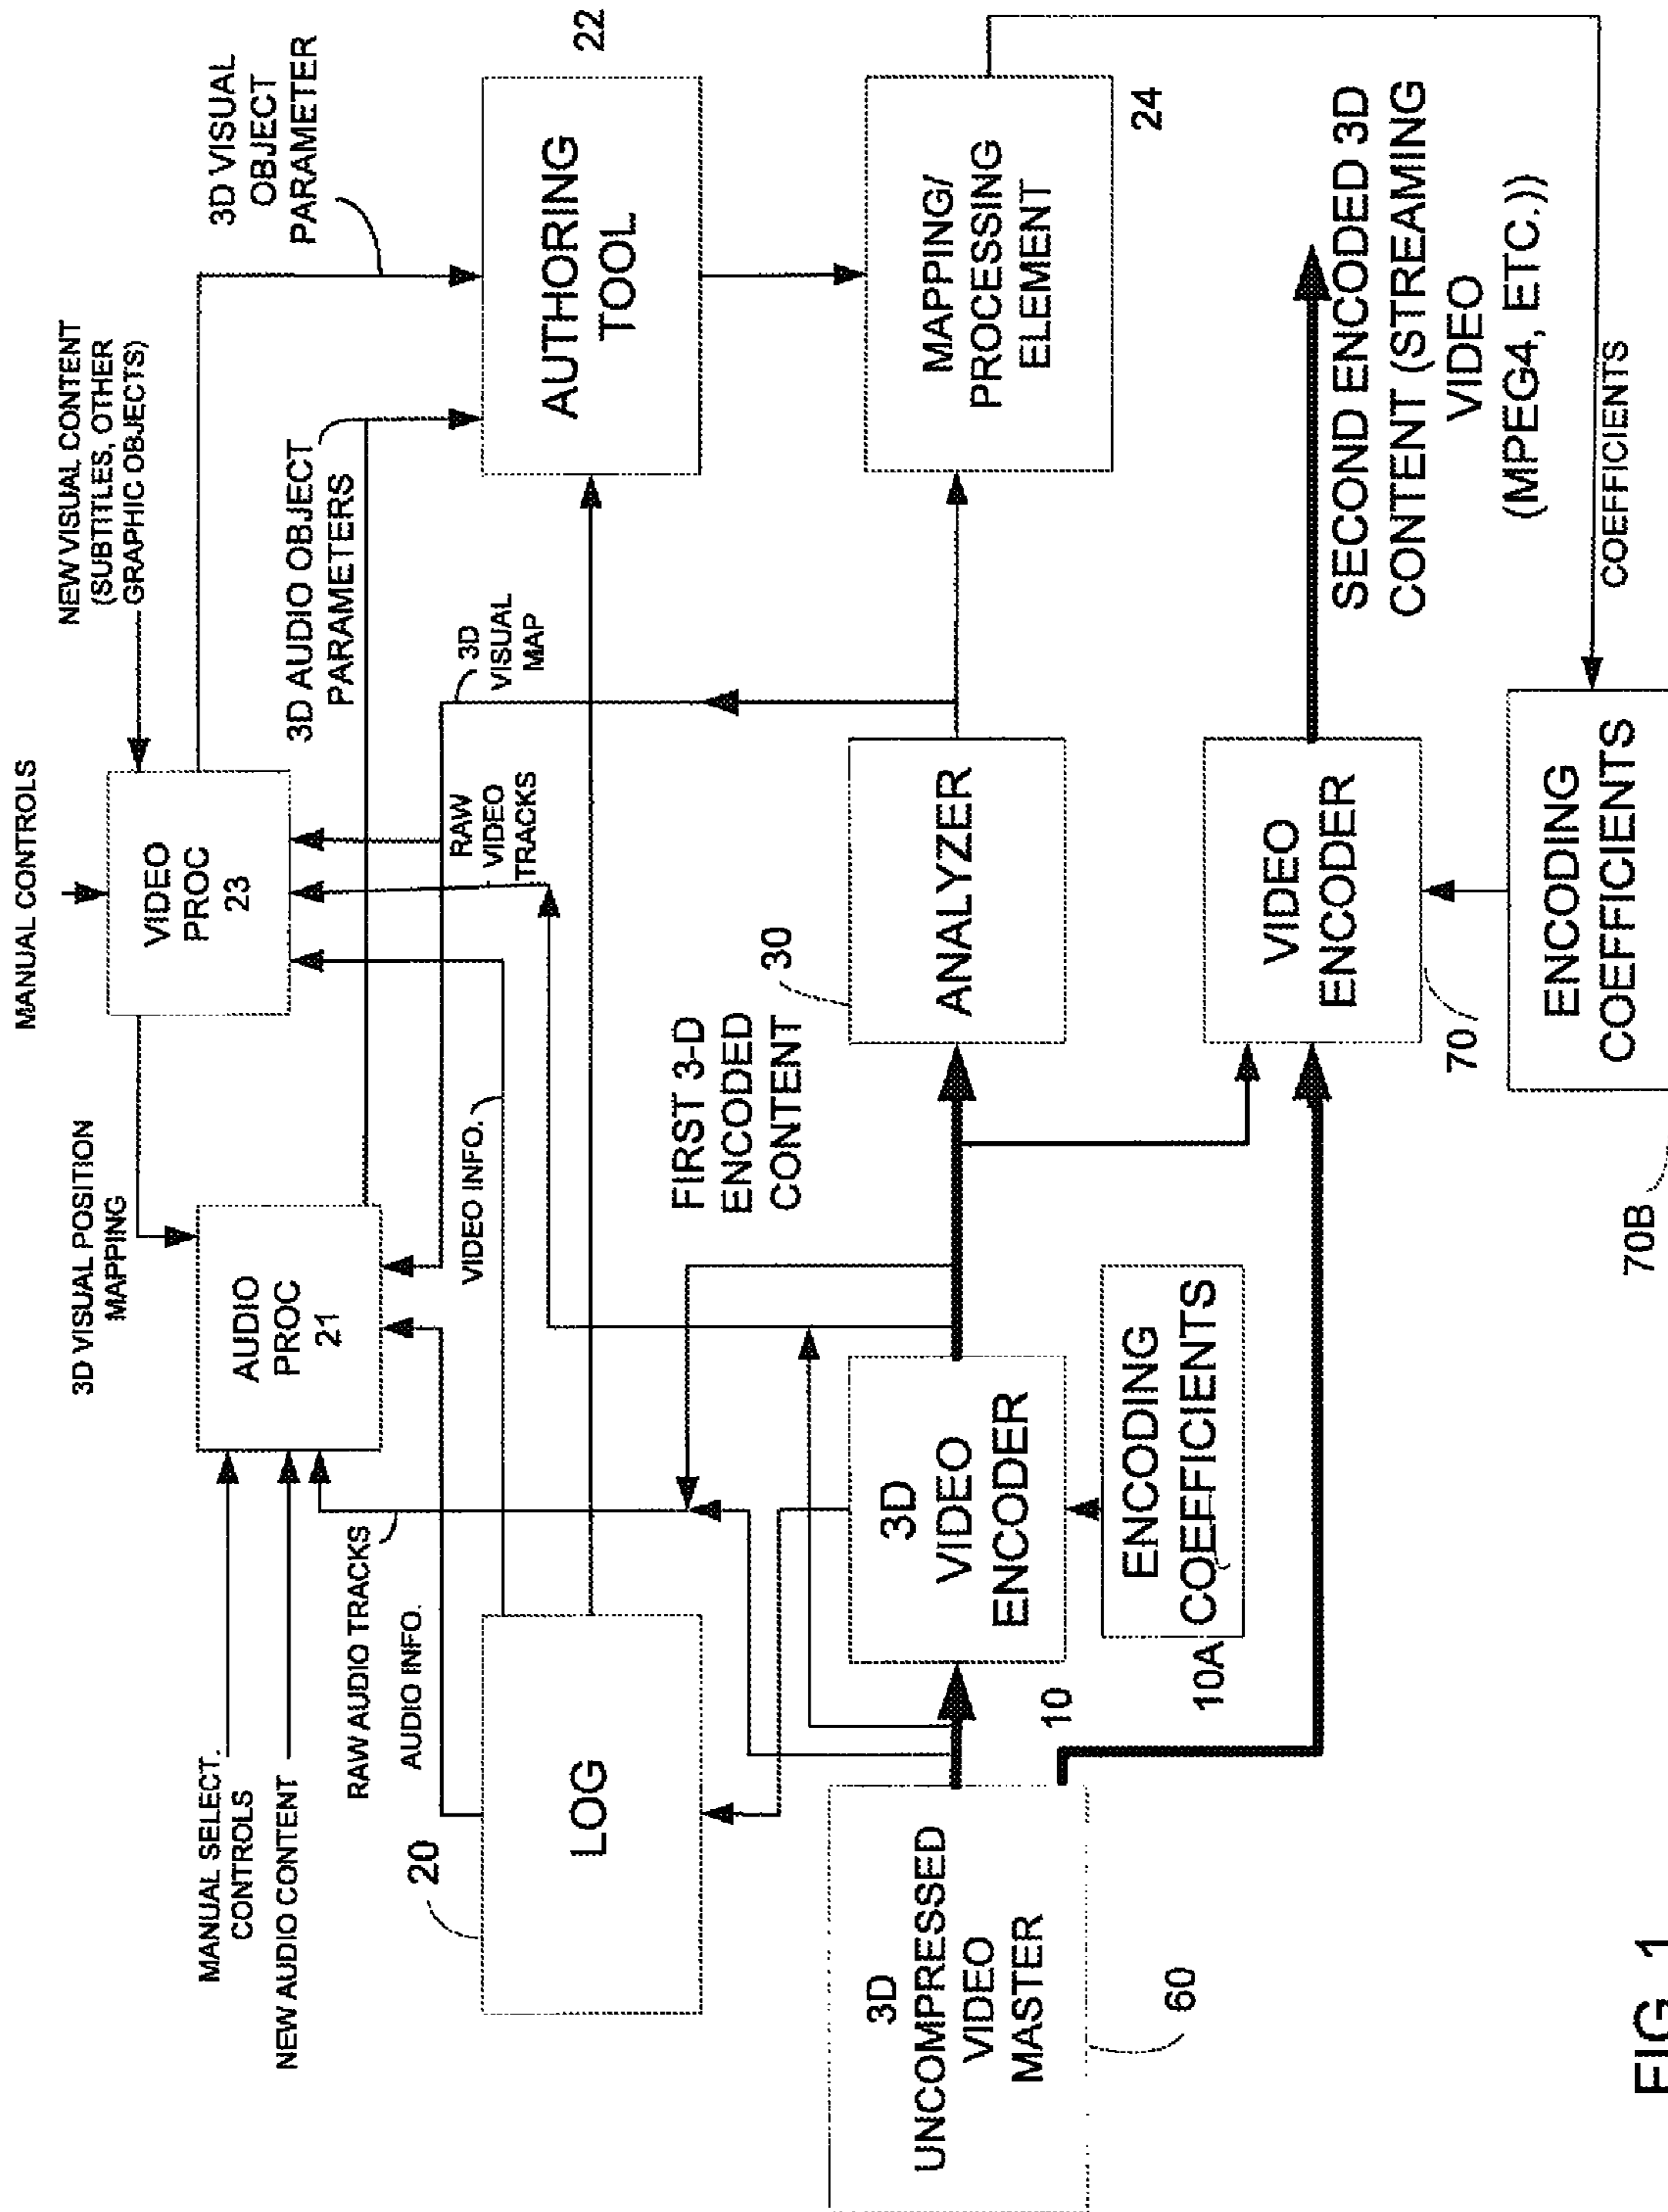 MANUAL CONTROLS
NEW VISUAL CONTENT
(SUBTITLES, OTHER
GRAPHIC OBJECTS)
3D VISUAL
OBJECT
PARAMETER
3D VISUAL POSITION
MAPPING
VIDEO
PROC
23
MANUAL SELECT.
CONTROLS
NEW AUDIO CONTENT
AUDIO
PROC
21
3D AUDIO OBJECT
PARAMETERS
RAW AUDIO TRACKS
AUDIO INFO.
VIDEO INFO.
RAW
VIDEO
TRACKS
3D
VISUAL
MAP
20
LOG
AUTHORING
TOOL
22
FIRST 3-D
ENCODED
CONTENT
30
3D
UNCOMPRESSED
VIDEO
MASTER
60
3D
VIDEO
ENCODER
10
ANALYZER
MAPPING/
PROCESSING
ELEMENT
24
ENCODING
COEFFICIENTS
10A
VIDEO
ENCODER
70
SECOND ENCODED 3D
CONTENT (STREAMING
VIDEO
(MPEG4, ETC.))
COEFFICIENTS
ENCODING
COEFFICIENTS
70B
FIG. 1